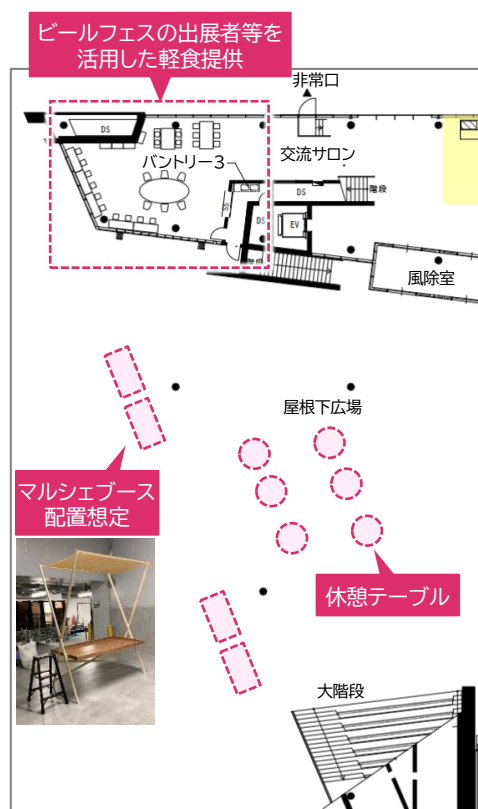 ビールフェスの出展者等を
活用した軽食提供
非常口
DS
交流サロン
パントリー3
DS
階段
DS
EV
風除室
屋根下広場
マルシェブース
配置想定
休憩テーブル
大階段